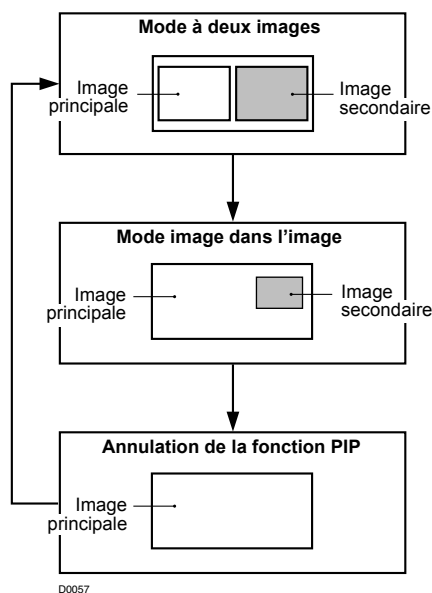 Mode à deux images
Image
principale
Image
secondaire
Mode image dans l'image
Image
principale
Image
secondaire
Annulation de la fonction PIP
Image
principale
D0057